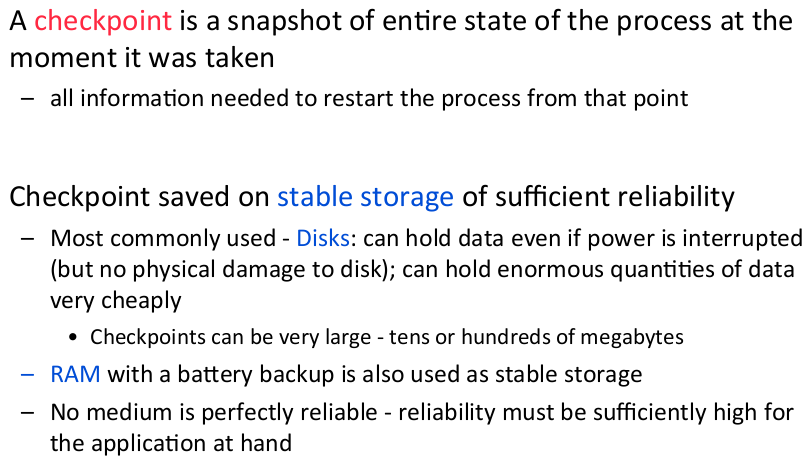 A checkpoint is a snapshot of entire state of the process at the
moment it was taken
– all information needed to restart the process from that point
Checkpoint saved on stable storage of sufficient reliability
– Most commonly used - Disks: can hold data even if power is interrupted
(but no physical damage to disk); can hold enormous quantities of data
very cheaply
• Checkpoints can be very large - tens or hundreds of megabytes
– RAM with a battery backup is also used as stable storage
– No medium is perfectly reliable - reliability must be sufficiently high for
the application at hand